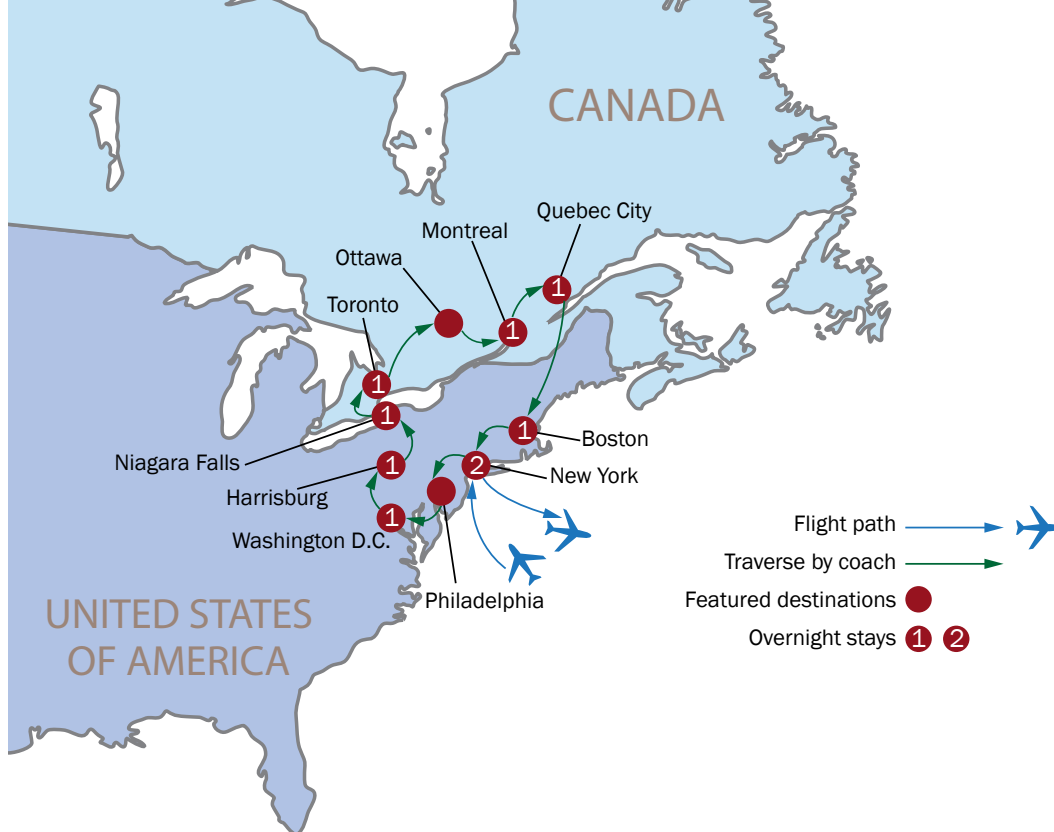 CANADA
Quebec City
Montreal
Ottawa
Toronto
1
1
1
1
1
Boston
Niagara Falls
1
2
New York
Harrisburg
1
Washington D.C.
Philadelphia
UNITED STATES
OF AMERICA
Flight path
Traverse by coach
Featured destinations
Overnight stays 1 2